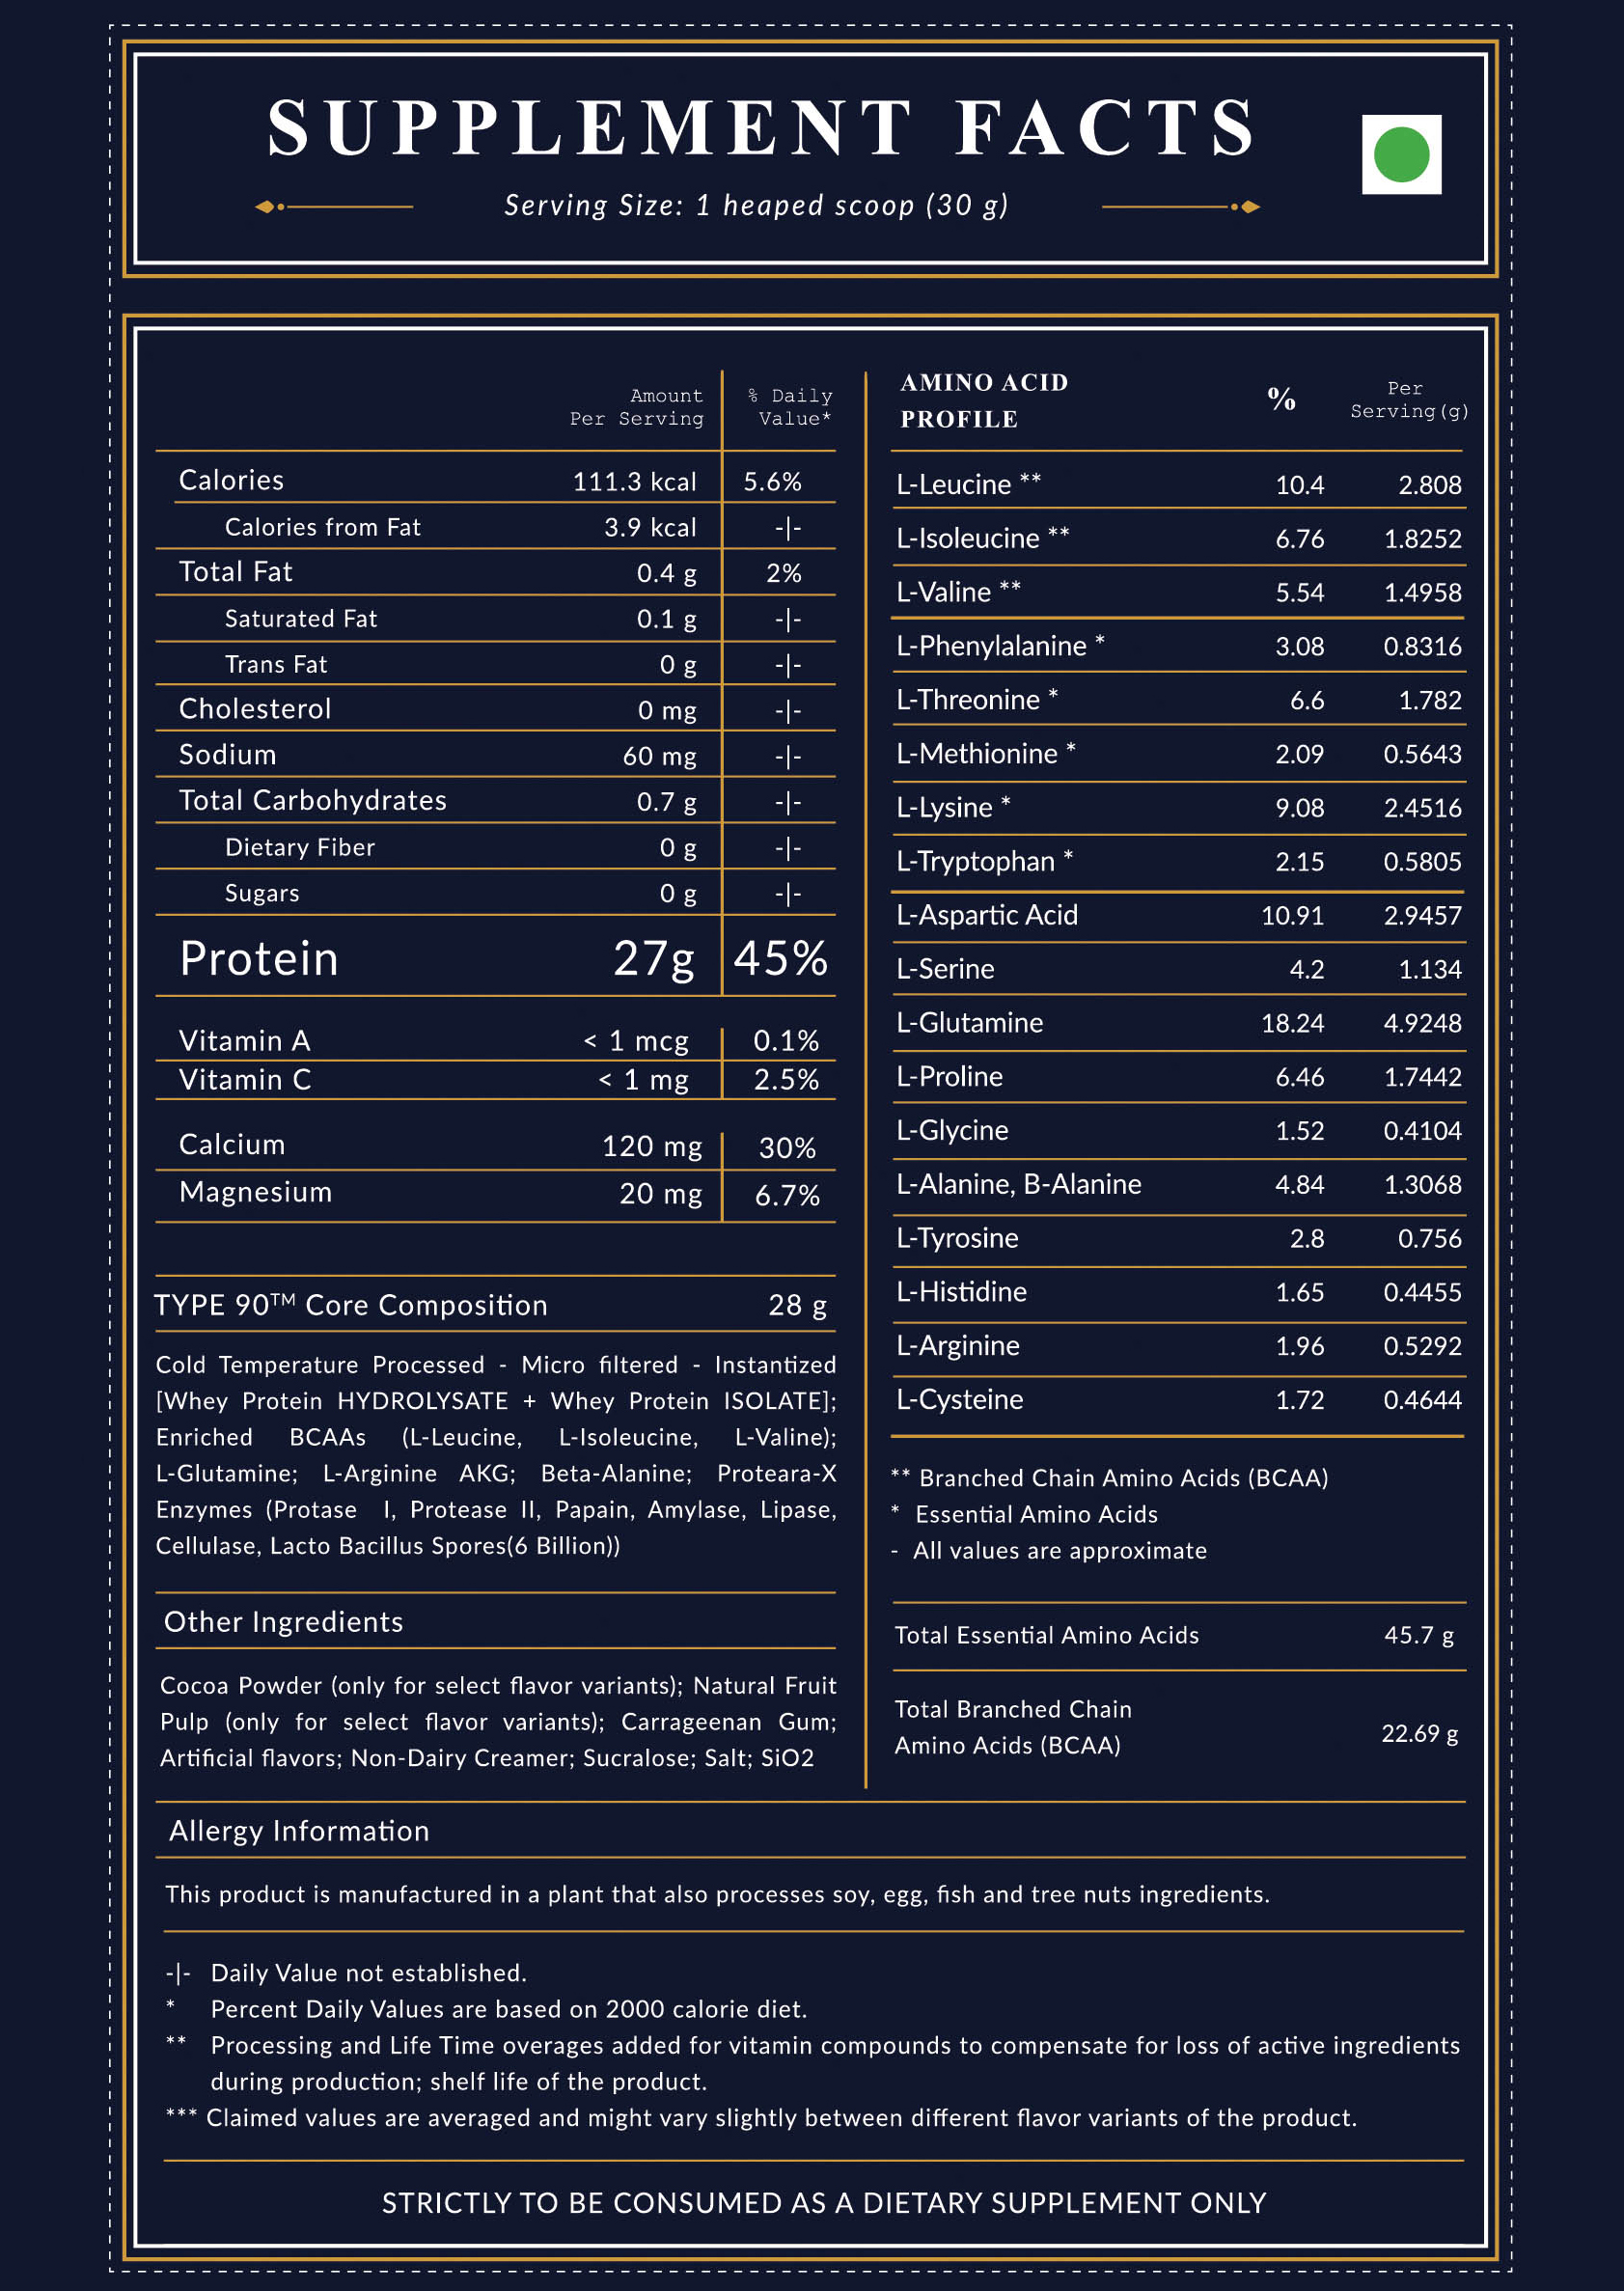 SUPPLEMENT FACTS
Serving Size: 1 heaped scoop (30 g)
Amount Per Serving % Daily Value*
Calories 111.3 kcal 5.6%
Calories from Fat 3.9 kcal -|-
Total Fat 0.4 g 2%
Saturated Fat 0.1 g -|-
Trans Fat 0 g -|-
Cholesterol 0 mg -|-
Sodium 60 mg -|-
Total Carbohydrates 0.7 g -|-
Dietary Fiber 0 g -|-
Sugars 0 g -|-
Protein 27g 45%
Vitamin A < 1 mcg 0.1%
Vitamin C < 1 mg 2.5%
Calcium 120 mg 30%
Magnesium 20 mg 6.7%
TYPE 90™ Core Composition 28 g
Cold Temperature Processed - Micro filtered - Instantized
[Whey Protein HYDROLYSATE + Whey Protein ISOLATE];
Enriched BCAAs (L-Leucine, L-Isoleucine, L-Valine);
L-Glutamine; L-Arginine AKG; Beta-Alanine; Proteara-X
Enzymes (Protase I, Protease II, Papain, Amylase, Lipase,
Cellulase, Lacto Bacillus Spores(6 Billion))
Other Ingredients
Cocoa Powder (only for select flavor variants); Natural Fruit
Pulp (only for select flavor variants); Carrageenan Gum;
Artificial flavors; Non-Dairy Creamer; Sucralose; Salt; SiO2
AMINO ACID PROFILE % Per Serving(g)
L-Leucine ** 10.4 2.808
L-Isoleucine ** 6.76 1.8252
L-Valine ** 5.54 1.4958
L-Phenylalanine * 3.08 0.8316
L-Threonine * 6.6 1.782
L-Methionine * 2.09 0.5643
L-Lysine * 9.08 2.4516
L-Tryptophan * 2.15 0.5805
L-Aspartic Acid 10.91 2.9457
L-Serine 4.2 1.134
L-Glutamine 18.24 4.9248
L-Proline 6.46 1.7442
L-Glycine 1.52 0.4104
L-Alanine, B-Alanine 4.84 1.3068
L-Tyrosine 2.8 0.756
L-Histidine 1.65 0.4455
L-Arginine 1.96 0.5292
L-Cysteine 1.72 0.4644
** Branched Chain Amino Acids (BCAA)
* Essential Amino Acids
- All values are approximate
Total Essential Amino Acids 45.7 g
Total Branched Chain
Amino Acids (BCAA) 22.69 g
Allergy Information
This product is manufactured in a plant that also processes soy, egg, fish and tree nuts ingredients.
-|- Daily Value not established.
* Percent Daily Values are based on 2000 calorie diet.
** Processing and Life Time overages added for vitamin compounds to compensate for loss of active ingredients
during production; shelf life of the product.
*** Claimed values are averaged and might vary slightly between different flavor variants of the product.
STRICTLY TO BE CONSUMED AS A DIETARY SUPPLEMENT ONLY